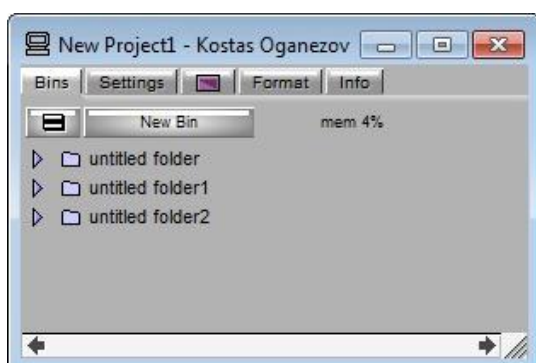 New Project1 - Kostas Oganezov
Bins Settings Format Info
New Bin mem 4%
untitled folder
untitled folder1
untitled folder2